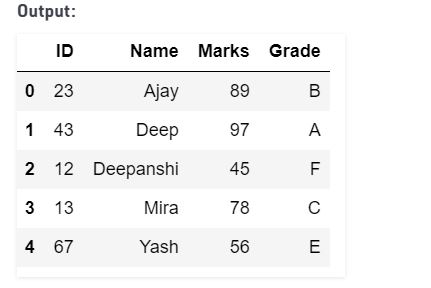 Output:
ID Name Marks Grade
0 23 Ajay 89 B
1 43 Deep 97 A
2 12 Deepanshi 45 F
3 13 Mira 78 C
4 67 Yash 56 E